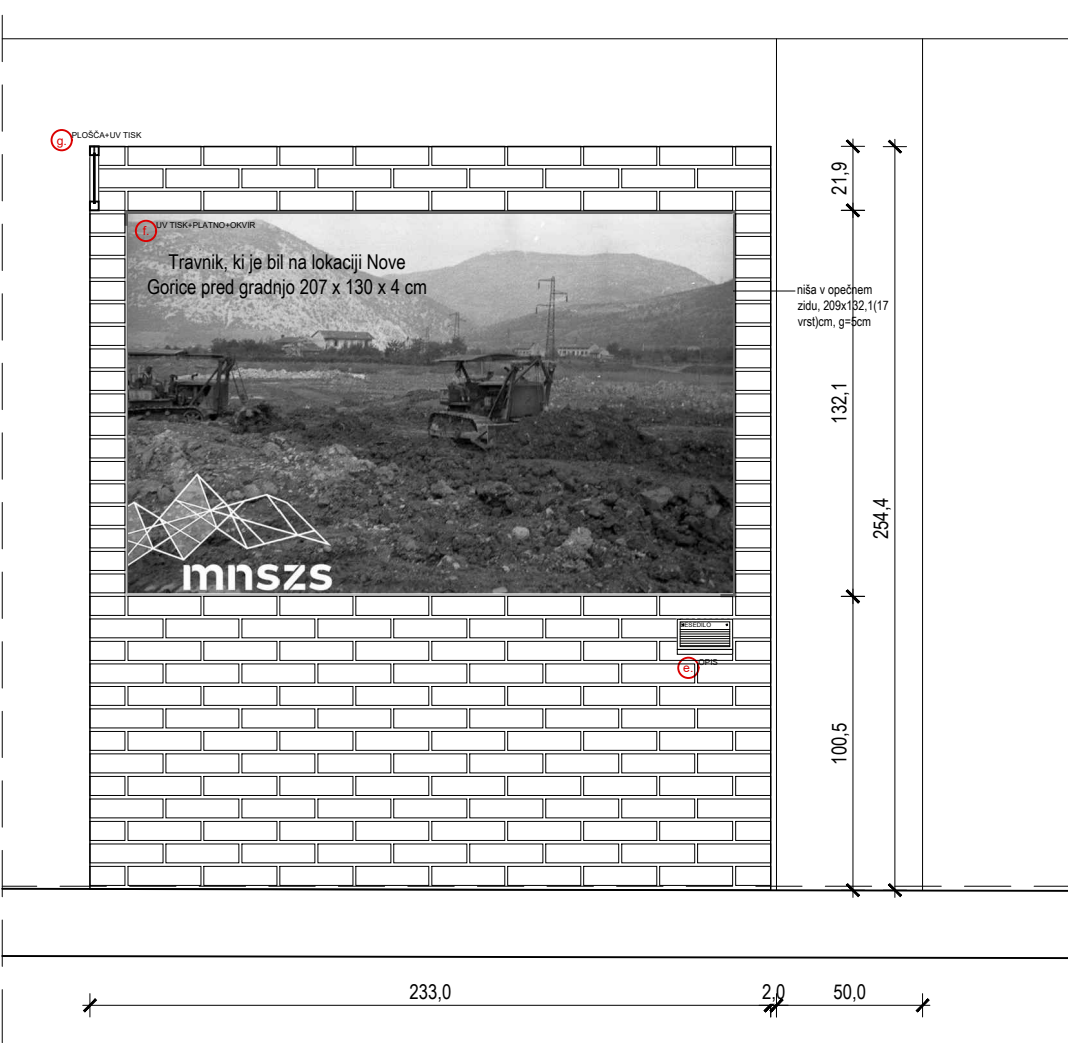 g. PLOŠČA+UV TISK
f. UV TISK+PLATNO+OKVIR
Travnik, ki je bil na lokaciji Nove
Gorice pred gradnjo 207 x 130 x 4 cm
niša v opečnem
zidu, 209x132,1(17
vrst)cm, g=5cm
21,9
132,1
254,4
100,5
mnszs
BESEDILO
e. OPIS
233,0
2,0
50,0